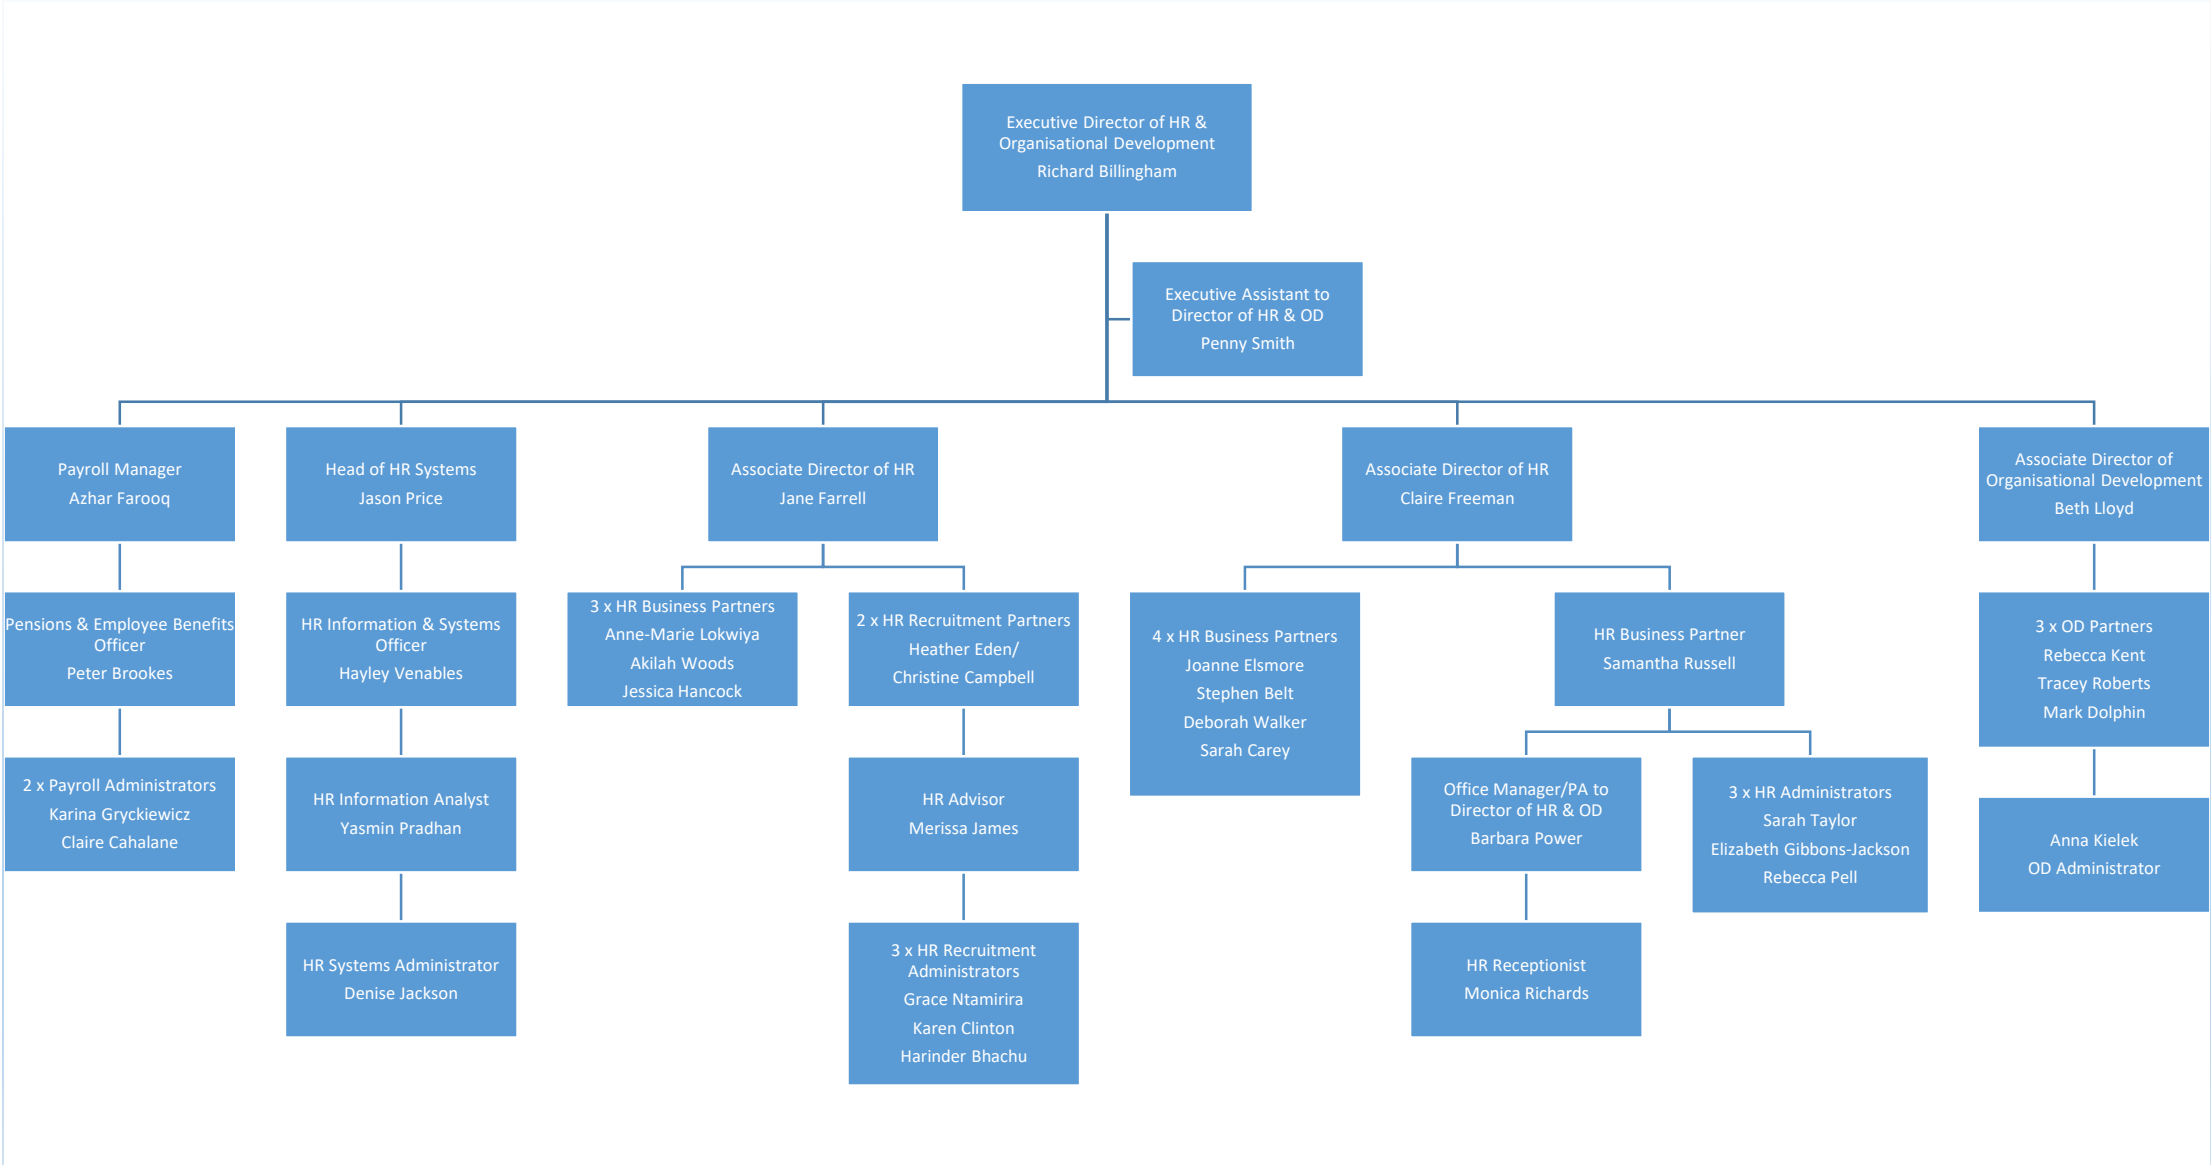 Executive Director of HR &
Organisational Development
Richard Billingham
Executive Assistant to
Director of HR & OD
Penny Smith
Payroll Manager
Azhar Farooq
Head of HR Systems
Jason Price
Associate Director of HR
Jane Farrell
Associate Director of HR
Claire Freeman
Associate Director of
Organisational Development
Beth Lloyd
Pensions & Employee Benefits
Officer
Peter Brookes
HR Information & Systems
Officer
Hayley Venables
3 x HR Business Partners
Anne-Marie Lokwiya
Akilah Woods
Jessica Hancock
2 x HR Recruitment Partners
Heather Eden/
Christine Campbell
4 x HR Business Partners
Joanne Elsmore
Stephen Belt
Deborah Walker
Sarah Carey
HR Business Partner
Samantha Russell
3 x OD Partners
Rebecca Kent
Tracey Roberts
Mark Dolphin
2 x Payroll Administrators
Karina Gryckiewicz
Claire Cahalane
HR Information Analyst
Yasmin Pradhan
HR Advisor
Merissa James
Office Manager/PA to
Director of HR & OD
Barbara Power
3 x HR Administrators
Sarah Taylor
Elizabeth Gibbons-Jackson
Rebecca Pell
Anna Kielek
OD Administrator
HR Systems Administrator
Denise Jackson
3 x HR Recruitment
Administrators
Grace Ntamirira
Karen Clinton
Harinder Bhachu
HR Receptionist
Monica Richards